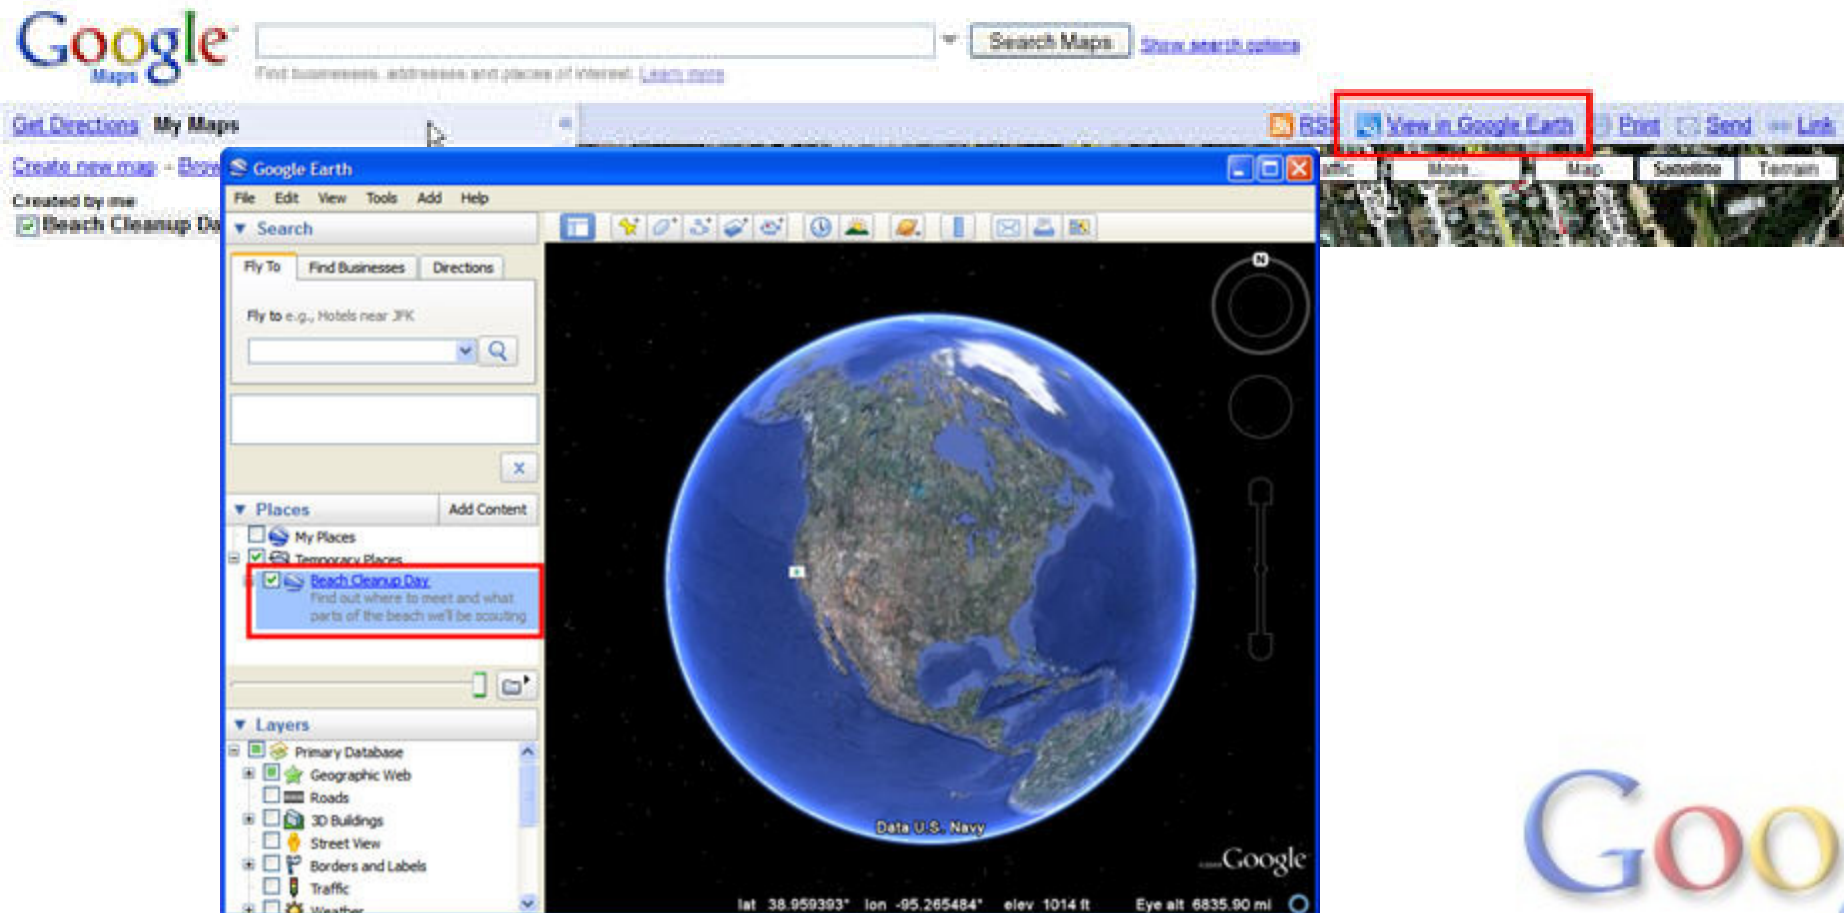 Google
Maps
Search Maps
Show search options
Find businesses, addresses and places of interest. Learn more
Get Directions My Maps
RSS View in Google Earth Print Send Link
Create new map - Brow
Created by me
Beach Cleanup Da
affic More... Map Satellite Terrain
Google Earth
File Edit View Tools Add Help
Search
Fly To Find Businesses Directions
Fly to e.g., Hotels near JFK
Places Add Content
My Places
Temporary Places
Beach Cleanup Day
Find out where to meet and what
parts of the beach we'll be scouting
Layers
Primary Database
Geographic Web
Roads
3D Buildings
Street View
Borders and Labels
Traffic
Weather
N
Data U.S. Navy
Google
lat 38.959393° lon -95.265484° elev 1014 ft Eye alt 6835.90 mi
Goo